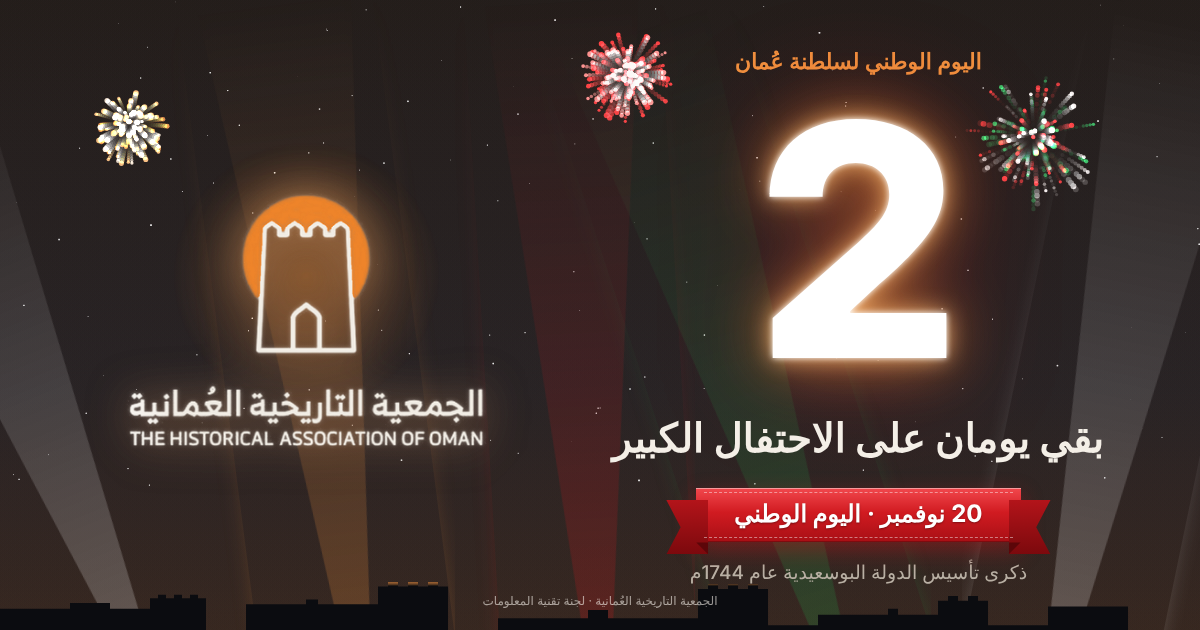 اليوم الوطني لسلطنة عُمان
2
بقي يومان على الاحتفال الكبير
20 نوفمبر · اليوم الوطني
ذكرى تأسيس الدولة البوسعيدية عام 1744م
الجمعية التاريخية العُمانية
THE HISTORICAL ASSOCIATION OF OMAN
الجمعية التاريخية العُمانية · لجنة تقنية المعلومات